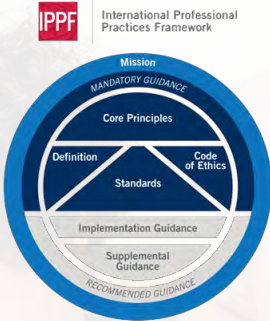 IPPF
International Professional
Practices Framework
Mission
MANDATORY GUIDANCE
Core Principles
Definition
Code
of Ethics
Standards
Implementation Guidance
Supplemental
Guidance
RECOMMENDED GUIDANCE